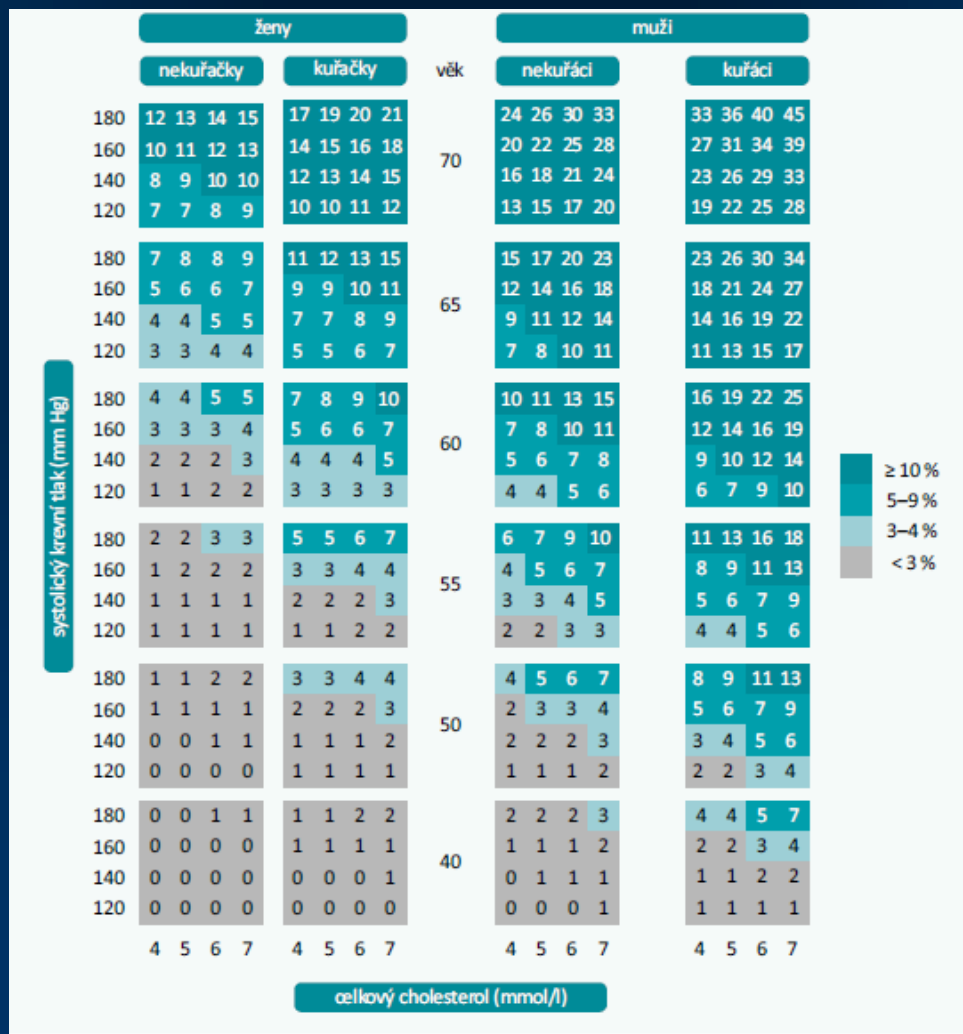 ženy muži
nekuřačky kuřačky věk nekuřáci kuřáci
180 12 13 14 15 17 19 20 21 24 26 30 33 33 36 40 45
160 10 11 12 13 14 15 16 18 20 22 25 28 27 31 34 39
70
140 8 9 10 10 12 13 14 15 16 18 21 24 23 26 29 33
120 7 7 8 9 10 10 11 12 13 15 17 20 19 22 25 28
180 7 8 8 9 11 12 13 15 15 17 20 23 23 26 30 34
160 5 6 6 7 9 9 10 11 12 14 16 18 18 21 24 27
65
140 4 4 5 5 7 7 8 9 9 11 12 14 14 16 19 22
120 3 3 4 4 5 5 6 7 7 8 10 11 11 13 15 17
systolický krevní tlak (mm Hg)
180 4 4 5 5 7 8 9 10 10 11 13 15 16 19 22 25
160 3 3 3 4 5 6 6 7 7 8 10 11 12 14 16 19
60
140 2 2 2 3 4 4 4 5 5 6 7 8 9 10 12 14
120 1 1 2 2 3 3 3 3 4 4 5 6 6 7 9 10
≥ 10 %
5–9 %
3–4 %
< 3 %
180 2 2 3 3 5 5 6 7 6 7 9 10 11 13 16 18
160 1 2 2 2 3 3 4 4 4 5 6 7 8 9 11 13
55
140 1 1 1 1 2 2 2 3 3 3 4 5 5 6 7 9
120 1 1 1 1 1 1 2 2 2 2 3 3 4 4 5 6
180 1 1 2 2 3 3 4 4 4 5 6 7 8 9 11 13
160 1 1 1 1 2 2 2 3 2 3 3 4 5 6 7 9
50
140 0 0 1 1 1 1 1 2 2 2 2 3 3 4 5 6
120 0 0 0 0 1 1 1 1 1 1 1 2 2 2 3 4
180 0 0 1 1 1 1 2 2 2 2 2 3 4 4 5 7
160 0 0 0 0 1 1 1 1 1 1 1 2 2 2 3 4
40
140 0 0 0 0 0 0 0 1 0 1 1 1 1 1 2 2
120 0 0 0 0 0 0 0 0 0 0 0 1 1 1 1 1
4 5 6 7 4 5 6 7 4 5 6 7 4 5 6 7
celkový cholesterol (mmol/l)